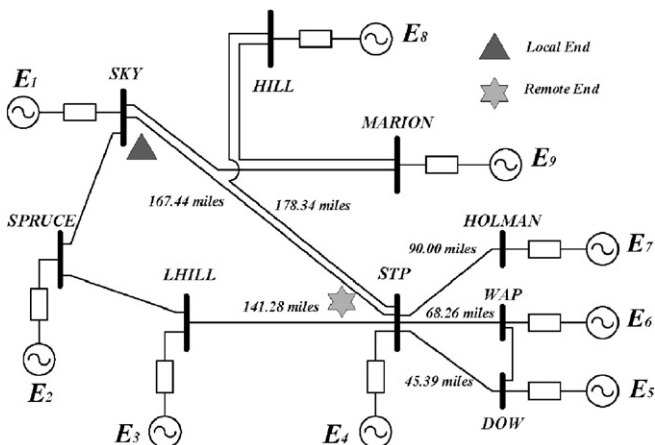 HILL
E8
Local End
Remote End
SKY
E1
MARION
E9
167.44 miles
178.34 miles
SPRUCE
HOLMAN
E7
90.00 miles
LHILL
STP
WAP
141.28 miles
68.26 miles
E6
45.39 miles
E2
E3
E4
DOW
E5